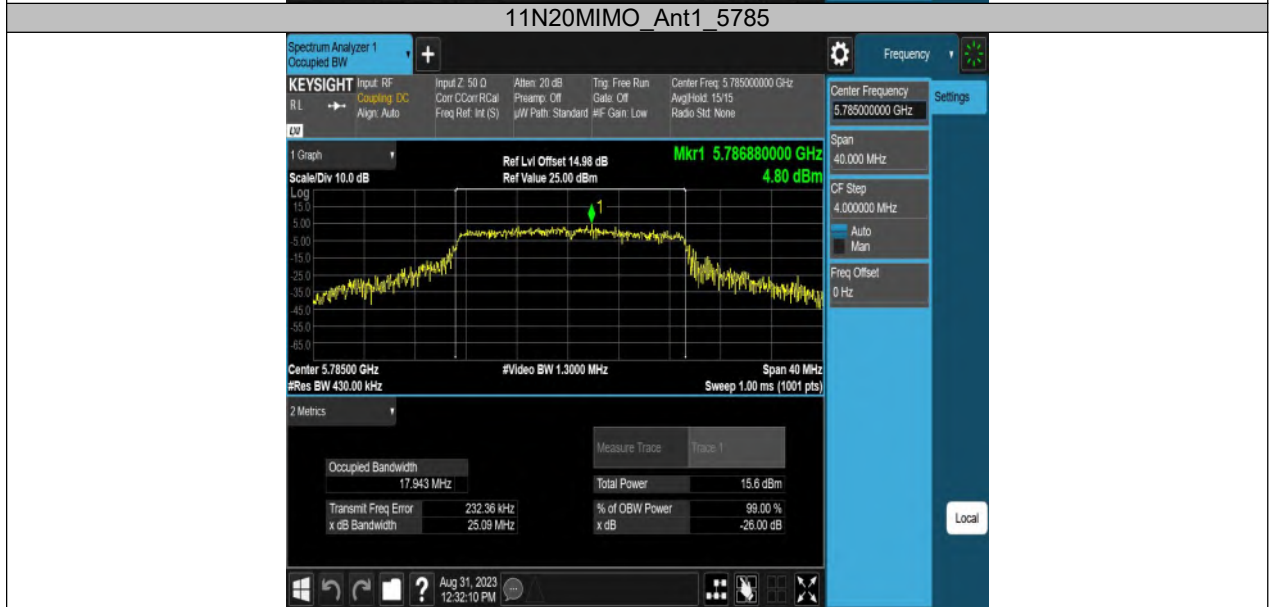 11N20MIMO_Ant1_5785
Spectrum Analyzer 1
Occupied BW
+
Frequency
KEYSIGHT
Input: RF
Coupling: DC
Align: Auto
RL
LXI
Input Z: 50 Ω
Corr CCorr RCal
Freq Ref: Int (S)
Atten: 20 dB
Preamp: Off
µW Path: Standard
Trig: Free Run
Gate: Off
#IF Gain: Low
Center Freq: 5.785000000 GHz
Avg|Hold: 15/15
Radio Std: None
Center Frequency
5.785000000 GHz
Settings
Span
40.000 MHz
CF Step
4.000000 MHz
Auto
Man
Freq Offset
0 Hz
Local
1 Graph
Scale/Div 10.0 dB
Ref Lvl Offset 14.98 dB
Ref Value 25.00 dBm
Mkr1 5.786880000 GHz
4.80 dBm
Log
15.0
5.00
-5.00
-15.0
-25.0
-35.0
-45.0
-55.0
-65.0
1
Center 5.78500 GHz
#Res BW 430.00 kHz
#Video BW 1.3000 MHz
Span 40 MHz
Sweep 1.00 ms (1001 pts)
2 Metrics
Measure Trace Trace 1
Occupied Bandwidth
17.943 MHz
Total Power 15.6 dBm
Transmit Freq Error 232.36 kHz
% of OBW Power 99.00 %
x dB Bandwidth 25.09 MHz
x dB -26.00 dB
?
Aug 31, 2023
12:32:10 PM